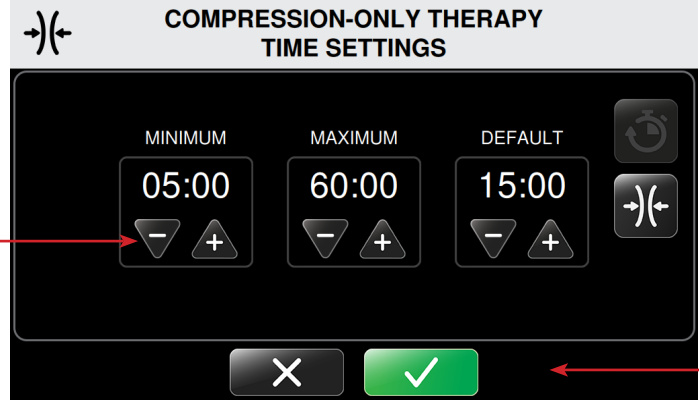 COMPRESSION-ONLY THERAPY
TIME SETTINGS
MINIMUM MAXIMUM DEFAULT
05:00 60:00 15:00
− + − + − +